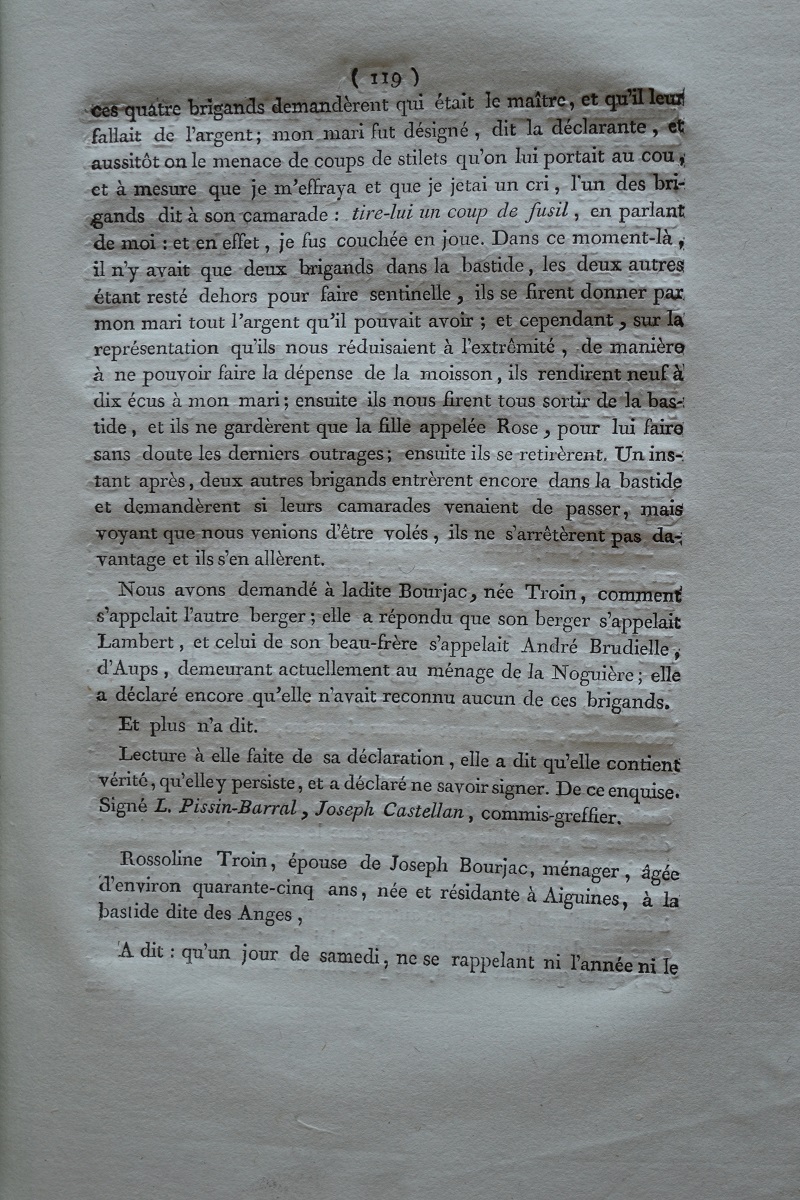 ( 119 )
ces quatre brigands demandèrent qui était le maître, et qu'il leur
fallait de l'argent; mon mari fut désigné, dit la déclarante, et
aussitôt on le menace de coups de stilets qu'on lui portait au cou,
et à mesure que je m'effraya et que je jetai un cri, l'un des bri-
gands dit à son camarade : tire-lui un coup de fusil, en parlant
de moi : et en effet, je fus couchée en joue. Dans ce moment-là,
il n'y avait que deux brigands dans la bastide, les deux autres
étant resté dehors pour faire sentinelle, ils se firent donner par
mon mari tout l'argent qu'il pouvait avoir ; et cependant, sur la
représentation qu'ils nous réduisaient à l'extrêmité, de manière
à ne pouvoir faire la dépense de la moisson, ils rendirent neuf à
dix écus à mon mari; ensuite ils nous firent tous sortir de la bas-
tide, et ils ne gardèrent que la fille appelée Rose, pour lui faire
sans doute les derniers outrages; ensuite ils se retirèrent. Un ins-
tant après, deux autres brigands entrèrent encore dans la bastide
et demandèrent si leurs camarades venaient de passer, mais
voyant que nous venions d'être volés, ils ne s'arrêtèrent pas da-
vantage et ils s'en allèrent.
Nous avons demandé à ladite Bourjac, née Troin, comment
s'appelait l'autre berger; elle a répondu que son berger s'appelait
Lambert, et celui de son beau-frère s'appelait André Brudielle,
d'Aups, demeurant actuellement au ménage de la Noguière; elle
a déclaré encore qu'elle n'avait reconnu aucun de ces brigands.
Et plus n'a dit.
Lecture à elle faite de sa déclaration, elle a dit qu'elle contient
vérité, qu'elle y persiste, et a déclaré ne savoir signer. De ce enquise.
Signé L. Pissin-Barral, Joseph Castellan, commis-greffier.
Rossoline Troin, épouse de Joseph Bourjac, ménager, âgée
d'environ quarante-cinq ans, née et résidante à Aiguines, à la
bastide dite des Anges,
A dit : qu'un jour de samedi, ne se rappelant ni l'année ni le